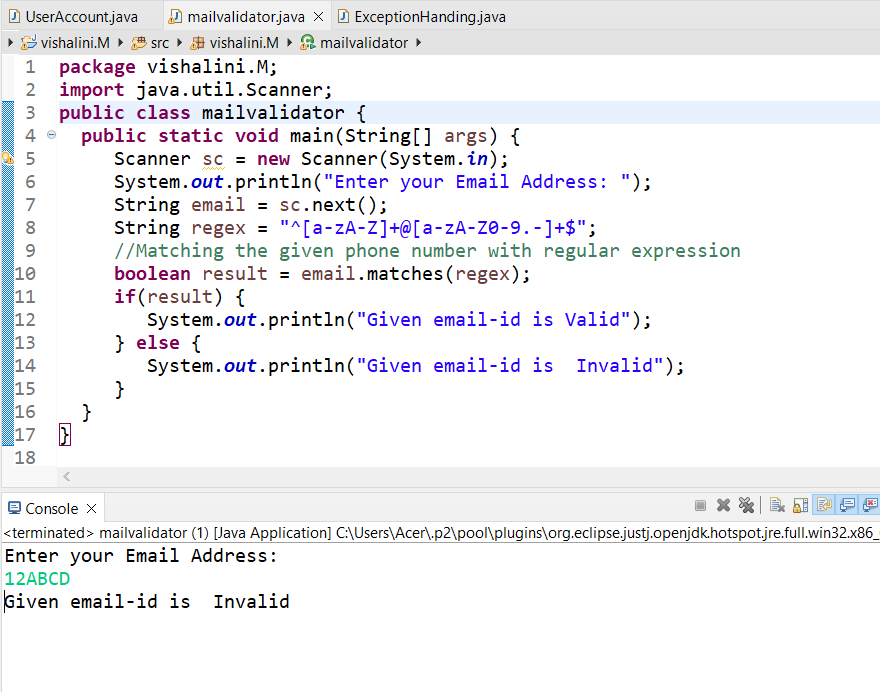 UserAccount.java mailvalidator.java ExceptionHanding.java
vishalini.M src vishalini.M mailvalidator
1 package vishalini.M;
2 import java.util.Scanner;
3 public class mailvalidator {
4 public static void main(String[] args) {
5 Scanner sc = new Scanner(System.in);
6 System.out.println("Enter your Email Address: ");
7 String email = sc.next();
8 String regex = "^[a-zA-Z]+@[a-zA-Z0-9.-]+$";
9 //Matching the given phone number with regular expression
10 boolean result = email.matches(regex);
11 if(result) {
12 System.out.println("Given email-id is Valid");
13 } else {
14 System.out.println("Given email-id is  Invalid");
15 }
16 }
17 }
18
Console
<terminated> mailvalidator (1) [Java Application] C:\Users\Acer\.p2\pool\plugins\org.eclipse.justj.openjdk.hotspot.jre.full.win32.x86_
Enter your Email Address:
12ABCD
Given email-id is  Invalid